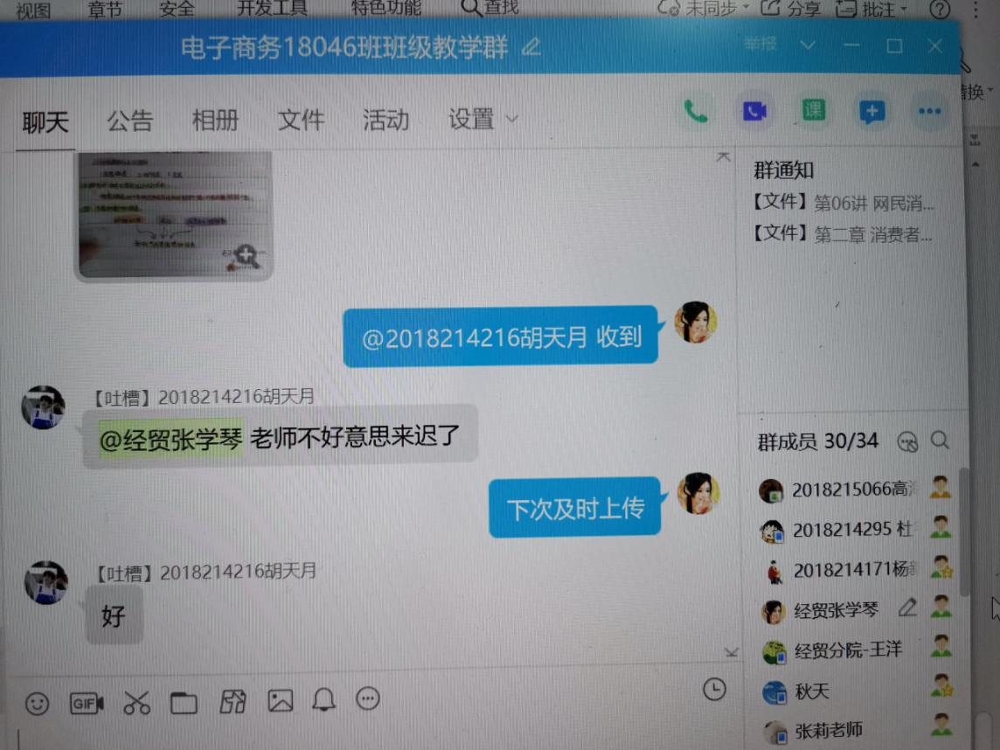 视图 章节 安全 开发工具 特色功能 查找 未同步 分享 批注
电子商务18046班班级教学群 举报
替换
聊天 公告 相册 文件 活动 设置
课
群通知
【文件】第06讲 网民消...
【文件】第二章 消费者...
@2018214216胡天月 收到
【吐槽】2018214216胡天月
@经贸张学琴 老师不好意思来迟了
下次及时上传
【吐槽】2018214216胡天月
好
群成员 30/34
2018215066高
2018214295 杜
2018214171杨
经贸张学琴
经贸分院-王洋
秋天
张莉老师
GIF